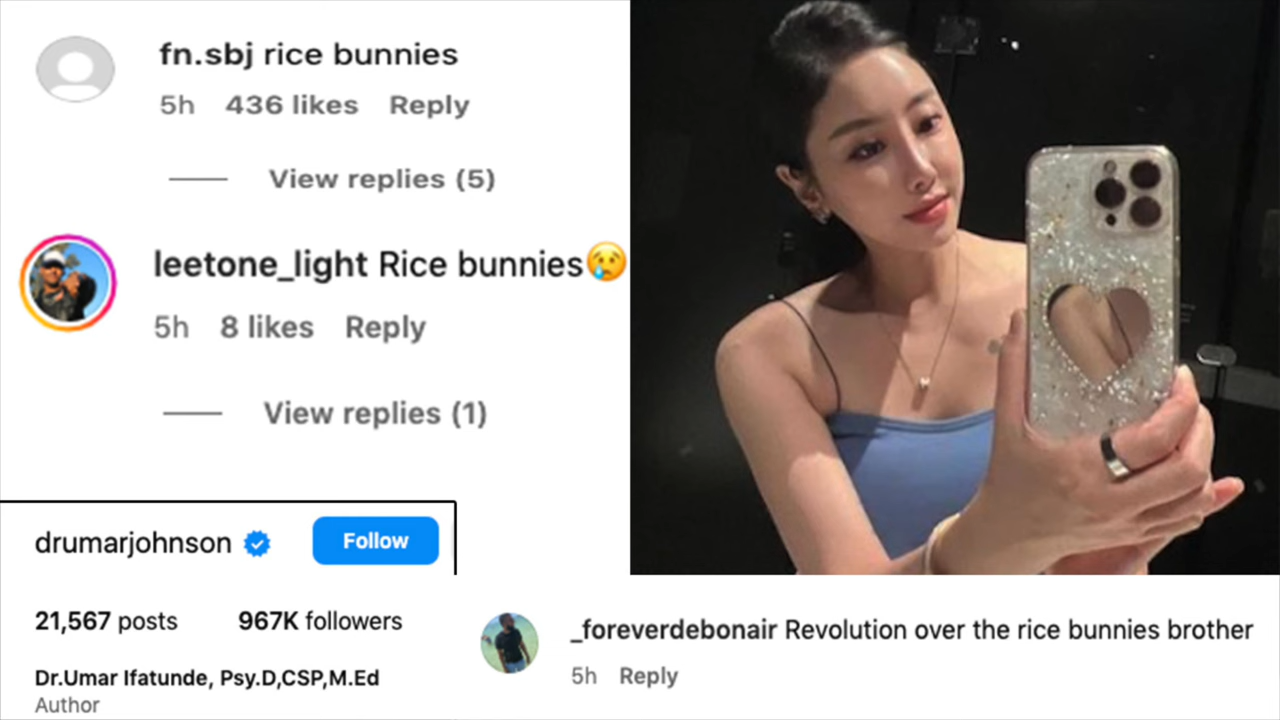 fn.sbj rice bunnies
5h 436 likes Reply
View replies (5)
leetone_light Rice bunnies😢
5h 8 likes Reply
View replies (1)
drumarjohnson Follow
21,567 posts 967K followers
Dr.Umar Ifatunde, Psy.D,CSP,M.Ed
Author
_foreverdebonair Revolution over the rice bunnies brother
5h Reply